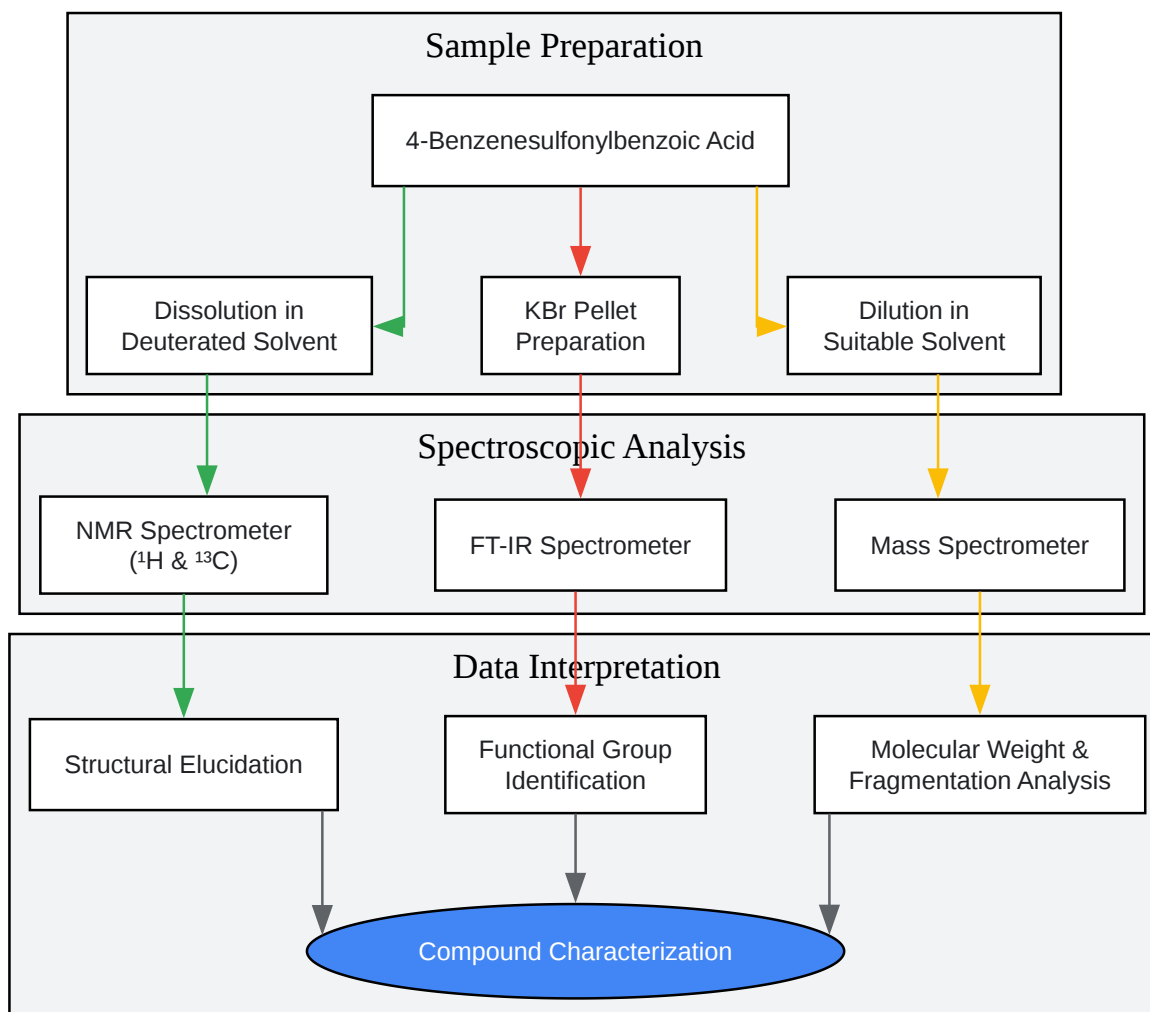 Sample Preparation
4-Benzenesulfonylbenzoic Acid
Dissolution in
Deuterated Solvent
KBr Pellet
Preparation
Dilution in
Suitable Solvent
Spectroscopic Analysis
NMR Spectrometer
(¹H & ¹³C)
FT-IR Spectrometer
Mass Spectrometer
Data Interpretation
Structural Elucidation
Functional Group
Identification
Molecular Weight &
Fragmentation Analysis
Compound Characterization